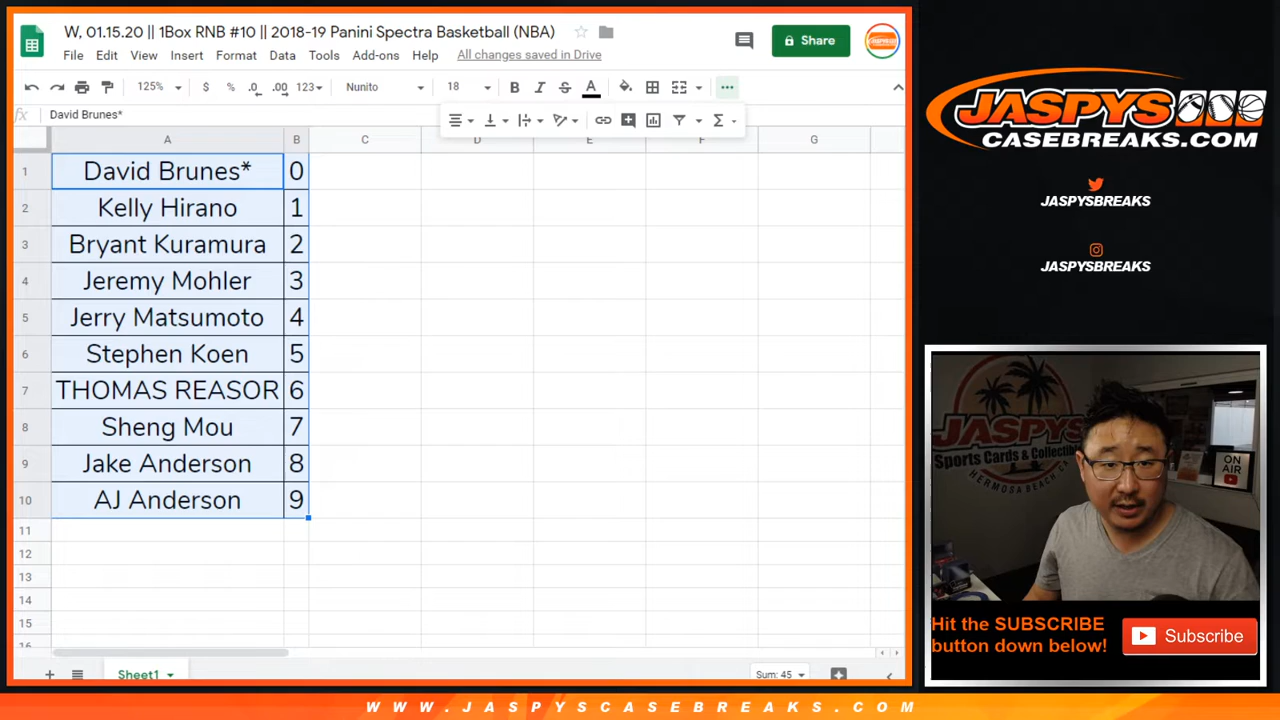 W, 01.15.20 || 1Box RNB #10 || 2018-19 Panini Spectra Basketball (NBA)
File Edit View Insert Format Data Tools Add-ons Help All changes saved in Drive
Share
125% $ % .0 .00 123 Nunito 18 B I S A
fx David Brunes*
A B C D E F G
1 David Brunes* 0
2 Kelly Hirano 1
3 Bryant Kuramura 2
4 Jeremy Mohler 3
5 Jerry Matsumoto 4
6 Stephen Koen 5
7 THOMAS REASOR 6
8 Sheng Mou 7
9 Jake Anderson 8
10 AJ Anderson 9
11
12
13
14
15
16
Sheet1
Sum: 45
JASPYS
CASEBREAKS.COM
JASPYSBREAKS
JASPYSBREAKS
JASPYS
Sports Cards & Collectibles
HERMOSA BEACH
ON
AIR
Hit the SUBSCRIBE
button down below!
Subscribe
WWW.JASPYSCASEBREAKS.COM